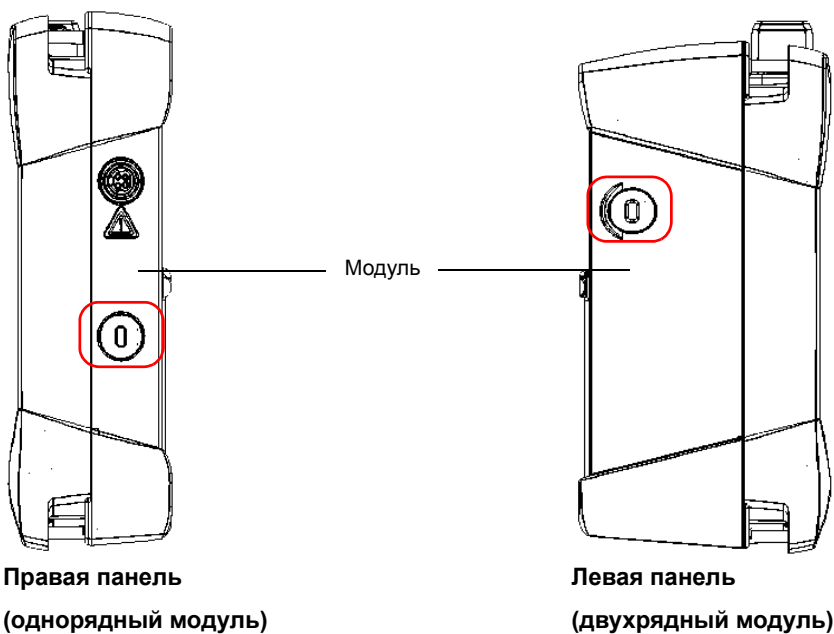 Модуль
Правая панель
(однорядный модуль)
Левая панель
(двухрядный модуль)